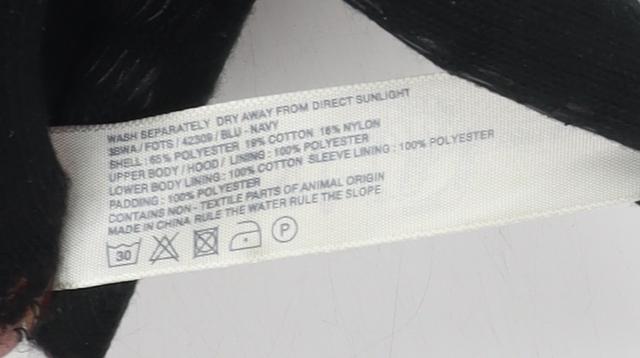 WASH SEPARATELY DRY AWAY FROM DIRECT SUNLIGHT
3BWA / FOTS / 42309 / BLU - NAVY
SHELL : 65% POLYESTER 19% COTTON 16% NYLON
UPPER BODY / HOOD / LINING : 100% POLYESTER
LOWER BODY LINING : 100% COTTON SLEEVE LINING : 100% POLYESTER
PADDING : 100% POLYESTER
CONTAINS NON - TEXTILE PARTS OF ANIMAL ORIGIN
MADE IN CHINA RULE THE WATER RULE THE SLOPE
30 P